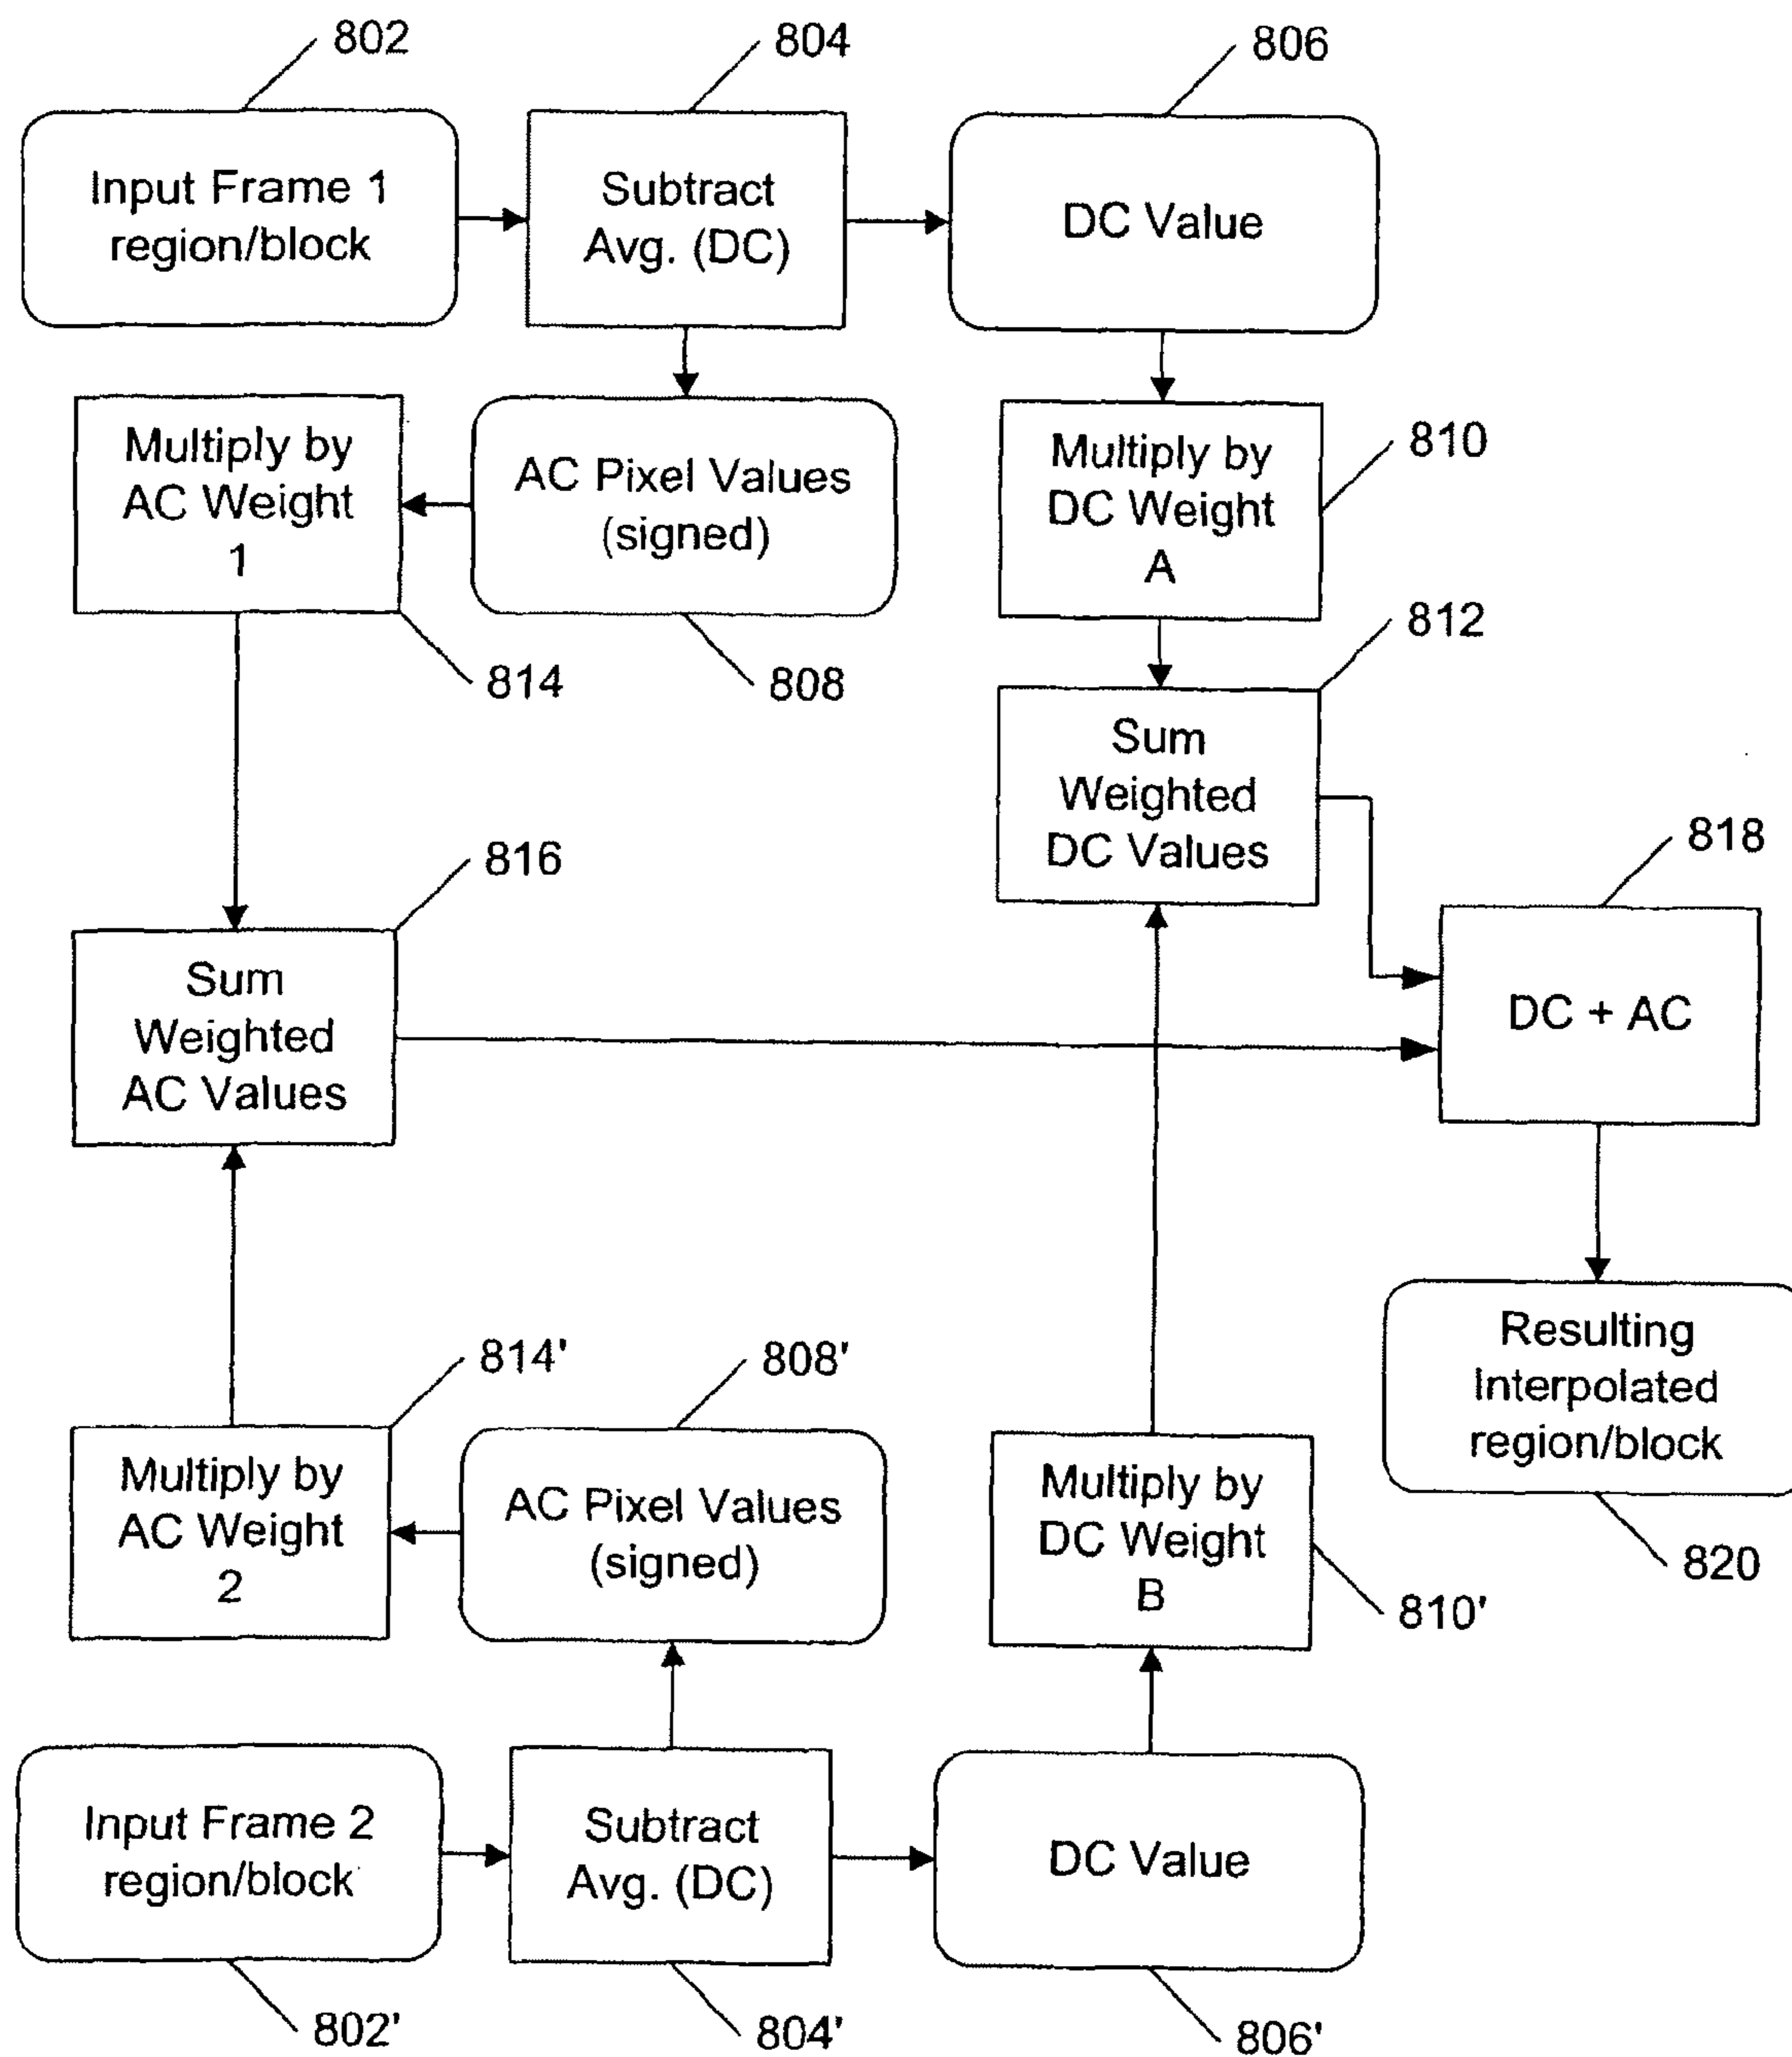 802
804
806
Input Frame 1
region/block
Subtract
Avg. (DC)
DC Value
Multiply by
AC Weight
1
AC Pixel Values
(signed)
Multiply by
DC Weight
A
810
814
808
812
Sum
Weighted
DC Values
816
818
Sum
Weighted
AC Values
DC + AC
814'
808'
Resulting
Interpolated
region/block
Multiply by
AC Weight
2
AC Pixel Values
(signed)
Multiply by
DC Weight
B
810'
820
Input Frame 2
region/block
Subtract
Avg. (DC)
DC Value
802'
804'
806'